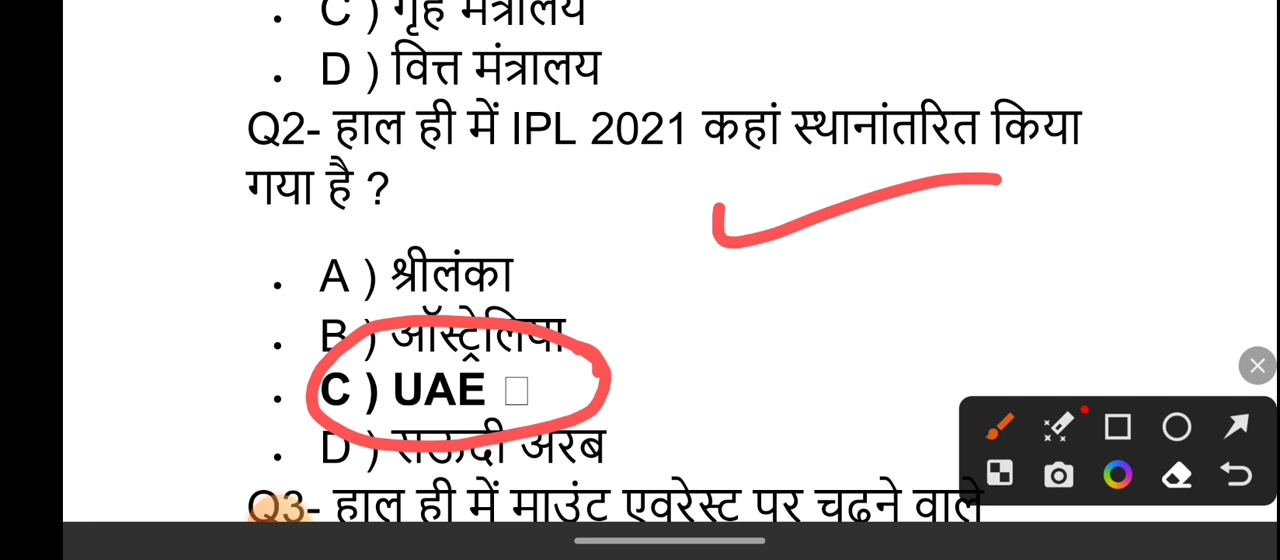 C ) गृह मंत्रालय
D ) वित्त मंत्रालय
Q2- हाल ही में IPL 2021 कहां स्थानांतरित किया
गया है ?
A ) श्रीलंका
B ) ऑस्ट्रेलिया
C ) UAE
D ) सऊदी अरब
Q3- हाल ही में माउंट एवरेस्ट पर चढ़ने वाले